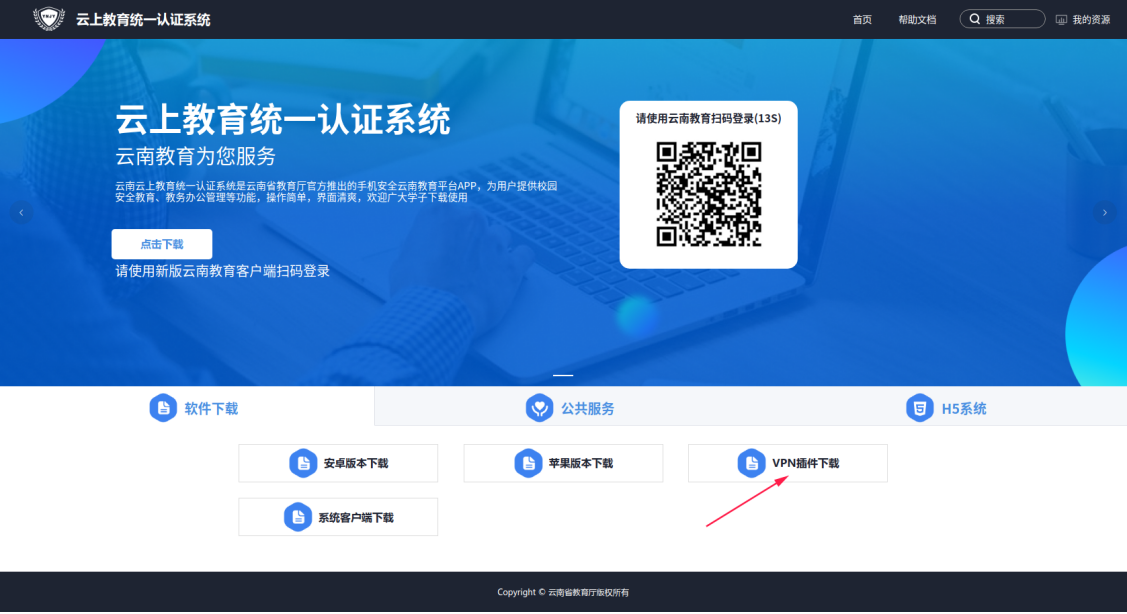 YNJY
云上教育统一认证系统
首页
帮助文档
搜索
我的资源
云上教育统一认证系统
云南教育为您服务
云南云上教育统一认证系统是云南省教育厅官方推出的手机安全云南教育平台APP，为用户提供校园
安全教育、教务办公管理等功能，操作简单，界面清爽，欢迎广大学子下载使用
点击下载
请使用新版云南教育客户端扫码登录
请使用云南教育扫码登录(13S)
软件下载
公共服务
H5系统
安卓版本下载
苹果版本下载
VPN插件下载
系统客户端下载
Copyright © 云南省教育厅版权所有